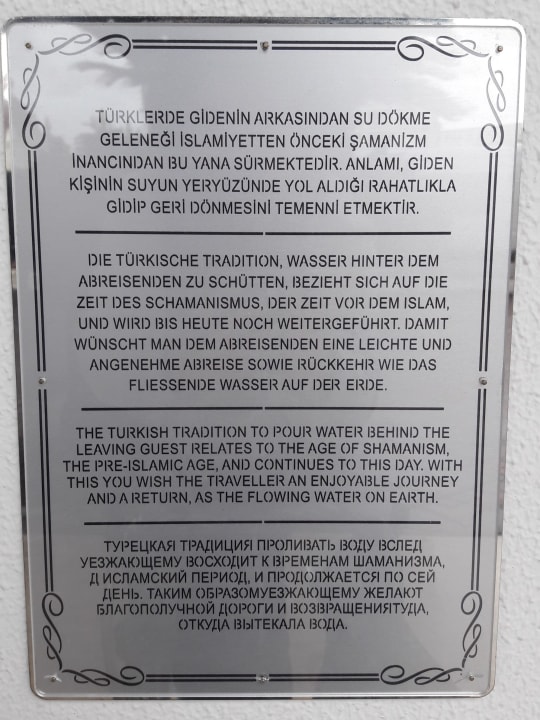 TÜRKLERDE GİDENİN ARKASINDAN SU DÖKME
GELENEĞİ İSLAMİYETTEN ÖNCEKİ ŞAMANİZM
İNANCINDAN BU YANA SÜRMEKTEDİR. ANLAMI, GİDEN
KİŞİNİN SUYUN YERYÜZÜNDE YOL ALDIĞI RAHATLIKLA
GİDİP GERİ DÖNMESİNİ TEMENNİ ETMEKTİR.
DIE TÜRKISCHE TRADITION, WASSER HINTER DEM
ABREISENDEN ZU SCHÜTTEN, BEZIEHT SICH AUF DIE
ZEIT DES SCHAMANISMUS, DER ZEIT VOR DEM ISLAM,
UND WIRD BIS HEUTE NOCH WEITERGEFÜHRT. DAMIT
WÜNSCHT MAN DEM ABREISENDEN EINE LEICHTE UND
ANGENEHME ABREISE SOWIE RÜCKKEHR WIE DAS
FLIESSENDE WASSER AUF DER ERDE.
THE TURKISH TRADITION TO POUR WATER BEHIND THE
LEAVING GUEST RELATES TO THE AGE OF SHAMANISM,
THE PRE-ISLAMIC AGE, AND CONTINUES TO THIS DAY. WITH
THIS YOU WISH THE TRAVELLER AN ENJOYABLE JOURNEY
AND A RETURN, AS THE FLOWING WATER ON EARTH.
ТУРЕЦКАЯ ТРАДИЦИЯ ПРОЛИВАТЬ ВОДУ ВСЛЕД
УЕЗЖАЮЩЕМУ ВОСХОДИТ К ВРЕМЕНАМ ШАМАНИЗМА,
Д ИСЛАМСКИЙ ПЕРИОД, И ПРОДОЛЖАЕТСЯ ПО СЕЙ
ДЕНЬ. ТАКИМ ОБРАЗОМУЕЗЖАЮЩЕМУ ЖЕЛАЮТ
БЛАГОПОЛУЧНОЙ ДОРОГИ И ВОЗВРАЩЕНИЯТУДА,
ОТКУДА ВЫТЕКАЛА ВОДА.